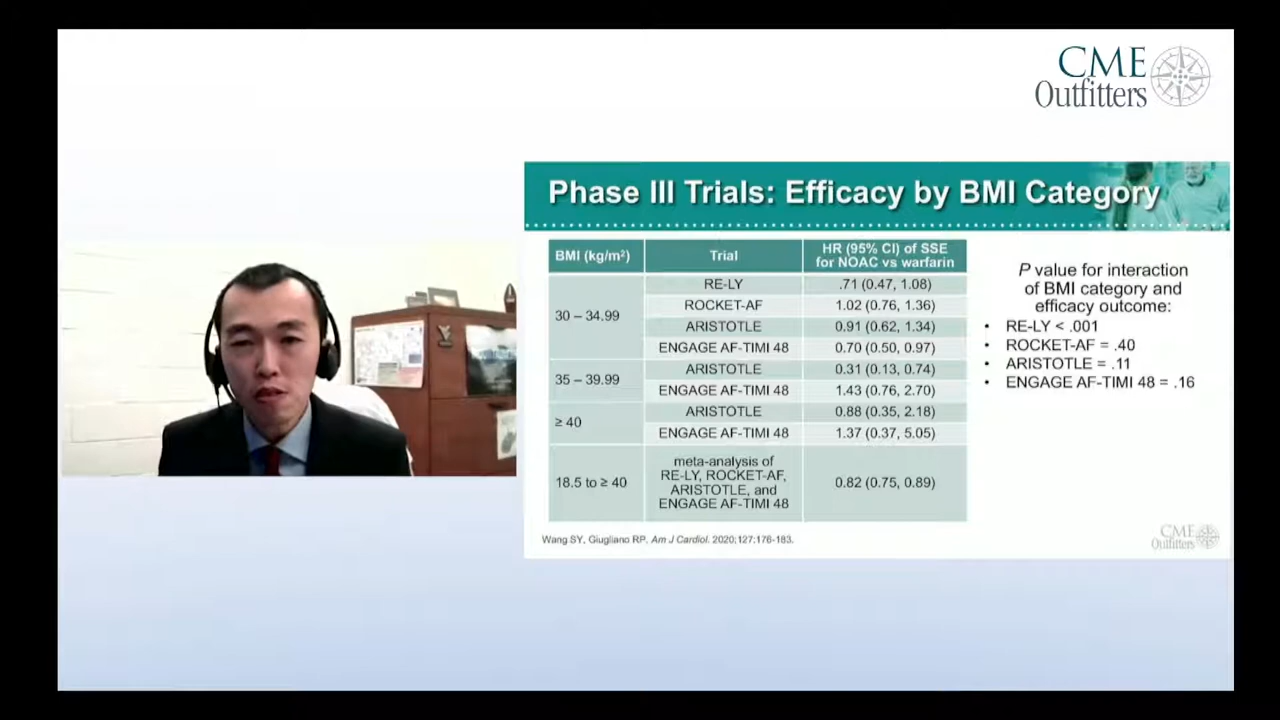 CME
Outfitters
Phase III Trials: Efficacy by BMI Category
BMI (kg/m²)
Trial
HR (95% CI) of SSE
for NOAC vs warfarin
30 – 34.99
RE-LY
.71 (0.47, 1.08)
ROCKET-AF
1.02 (0.76, 1.36)
ARISTOTLE
0.91 (0.62, 1.34)
ENGAGE AF-TIMI 48
0.70 (0.50, 0.97)
35 – 39.99
ARISTOTLE
0.31 (0.13, 0.74)
ENGAGE AF-TIMI 48
1.43 (0.76, 2.70)
≥ 40
ARISTOTLE
0.88 (0.35, 2.18)
ENGAGE AF-TIMI 48
1.37 (0.37, 5.05)
18.5 to ≥ 40
meta-analysis of
RE-LY, ROCKET-AF,
ARISTOTLE, and
ENGAGE AF-TIMI 48
0.82 (0.75, 0.89)
P value for interaction
of BMI category and
efficacy outcome:
• RE-LY < .001
• ROCKET-AF = .40
• ARISTOTLE = .11
• ENGAGE AF-TIMI 48 = .16
Wang SY, Giugliano RP. Am J Cardiol. 2020;127:176-183.
CME
Outfitters